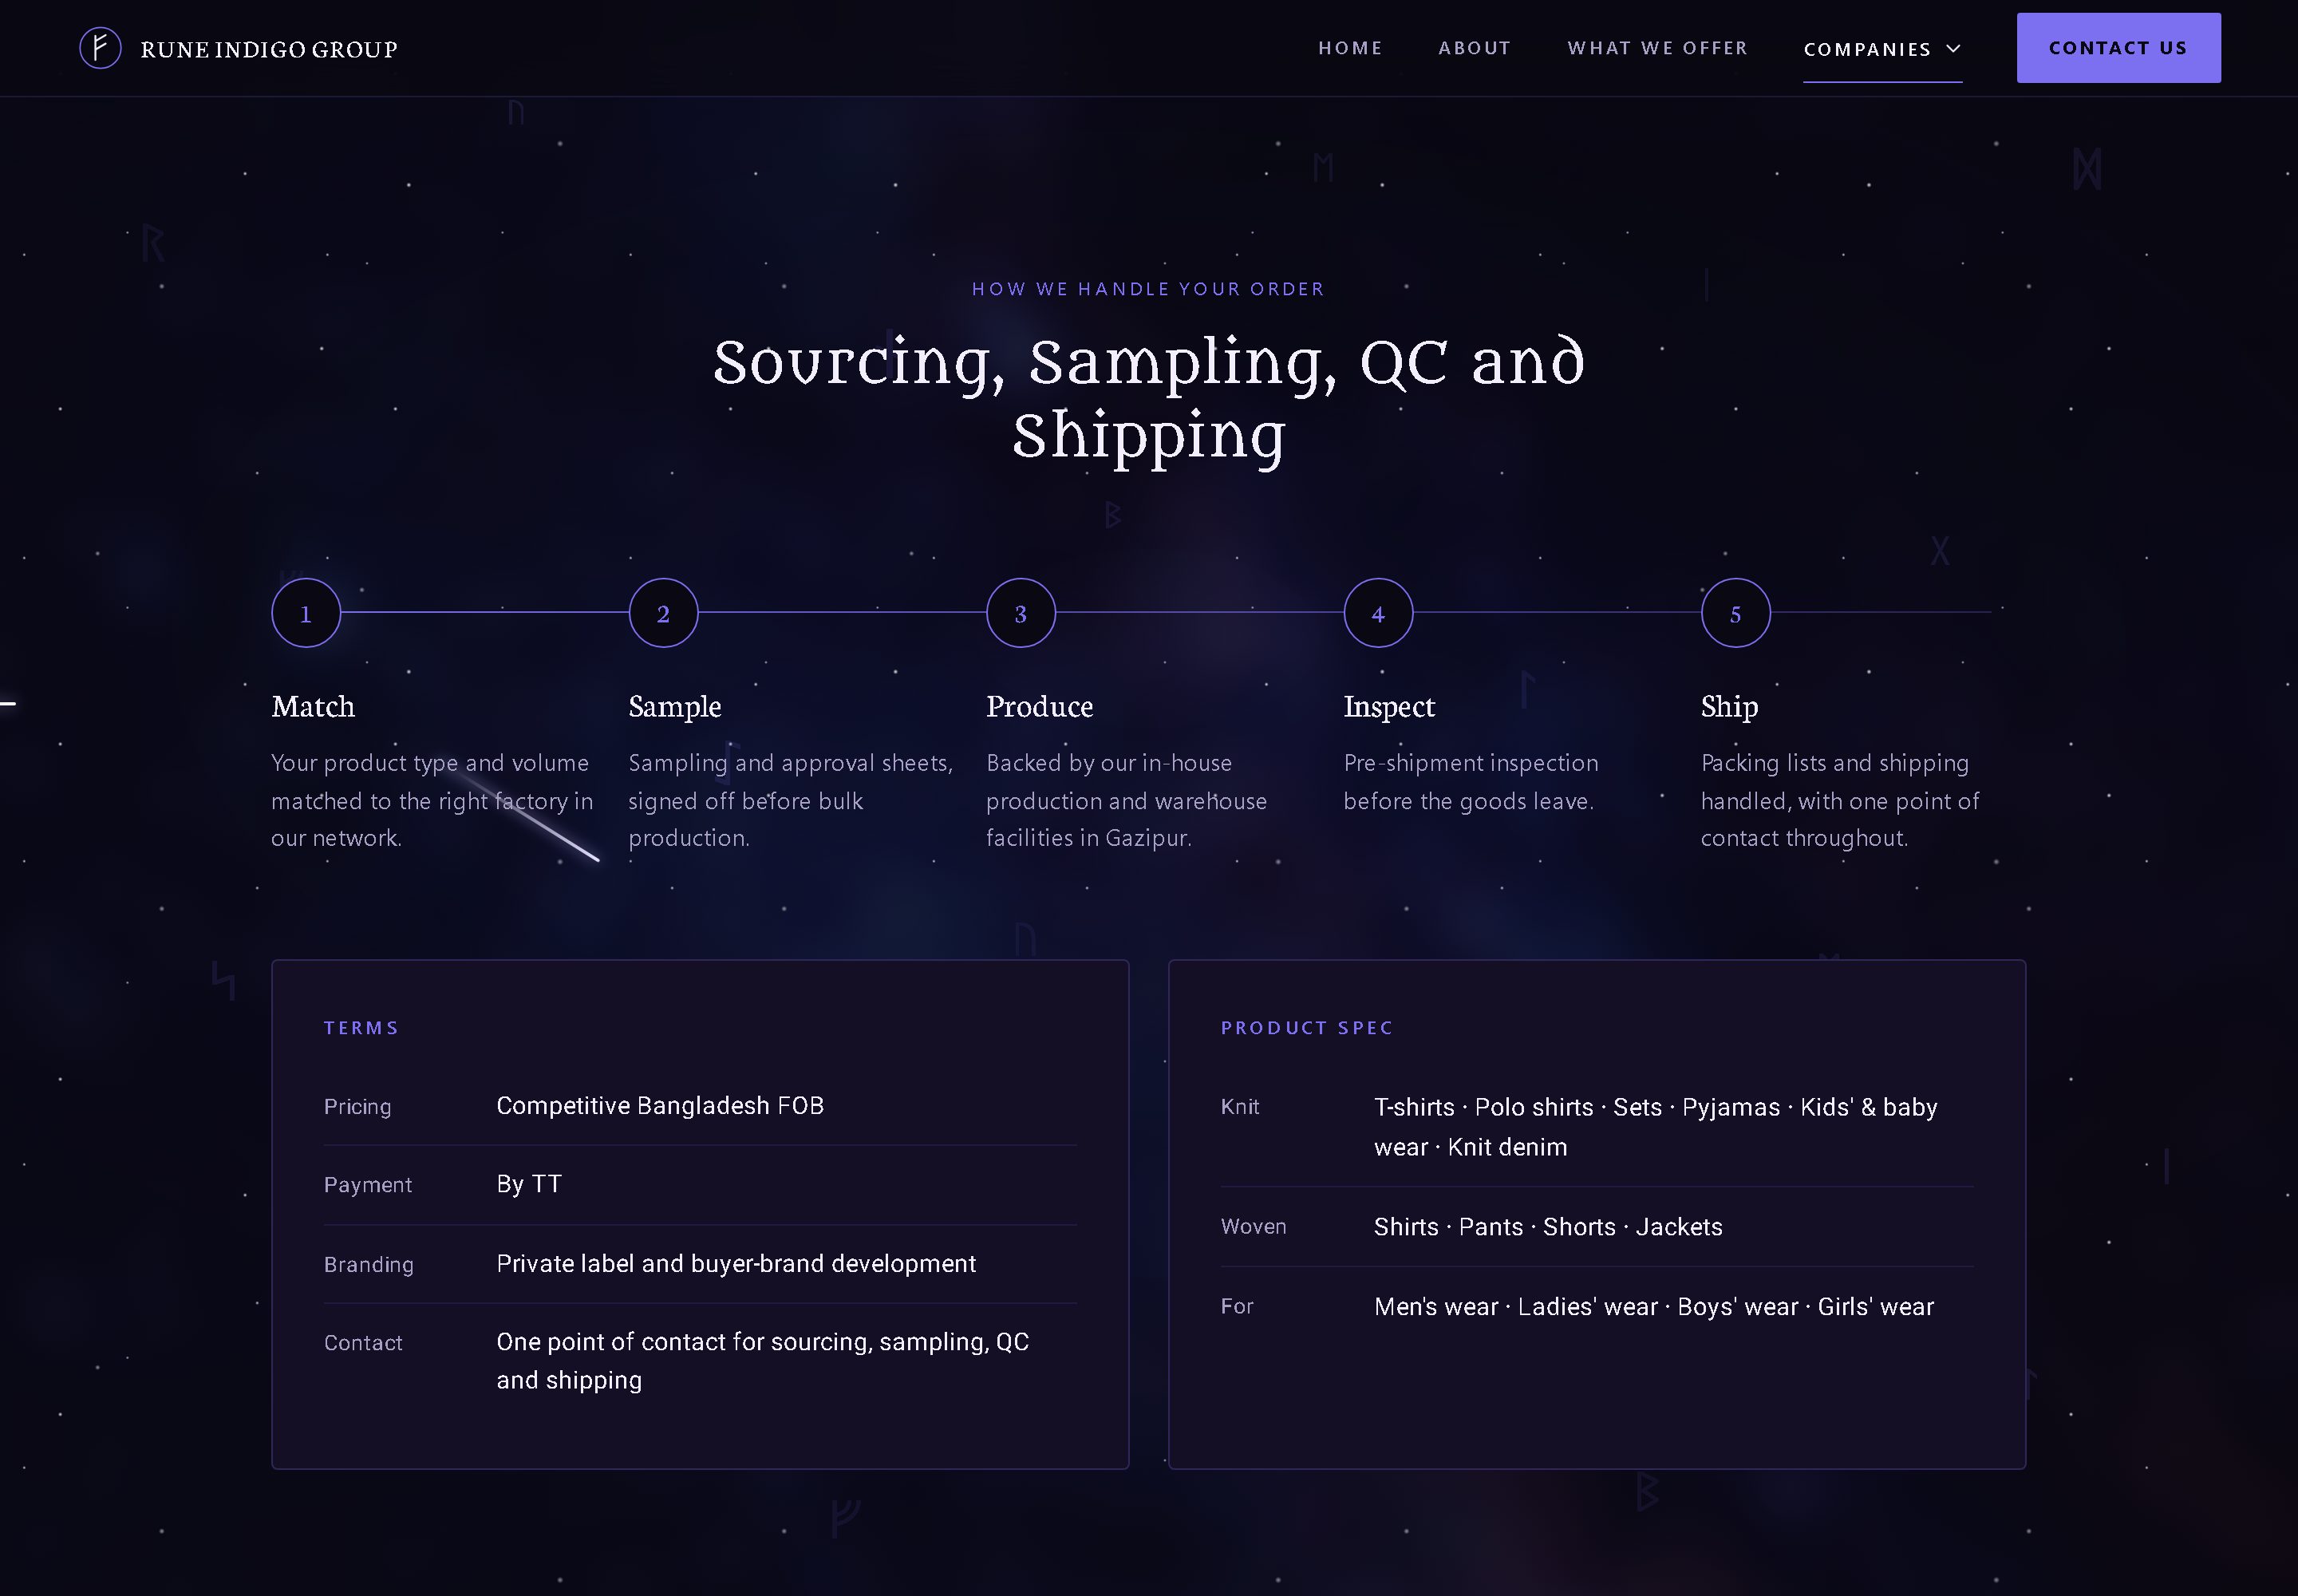 RUNE INDIGO GROUP
HOME
ABOUT
WHAT WE OFFER
COMPANIES
CONTACT US
HOW WE HANDLE YOUR ORDER
Sourcing, Sampling, QC and
Shipping
1
2
3
4
5
Match
Your product type and volume
matched to the right factory in
our network.
Sample
Sampling and approval sheets,
signed off before bulk
production.
Produce
Backed by our in-house
production and warehouse
facilities in Gazipur.
Inspect
Pre-shipment inspection
before the goods leave.
Ship
Packing lists and shipping
handled, with one point of
contact throughout.
TERMS
Pricing
Competitive Bangladesh FOB
Payment
By TT
Branding
Private label and buyer-brand development
Contact
One point of contact for sourcing, sampling, QC
and shipping
PRODUCT SPEC
Knit
T-shirts · Polo shirts · Sets · Pyjamas · Kids' & baby
wear · Knit denim
Woven
Shirts · Pants · Shorts · Jackets
For
Men's wear · Ladies' wear · Boys' wear · Girls' wear